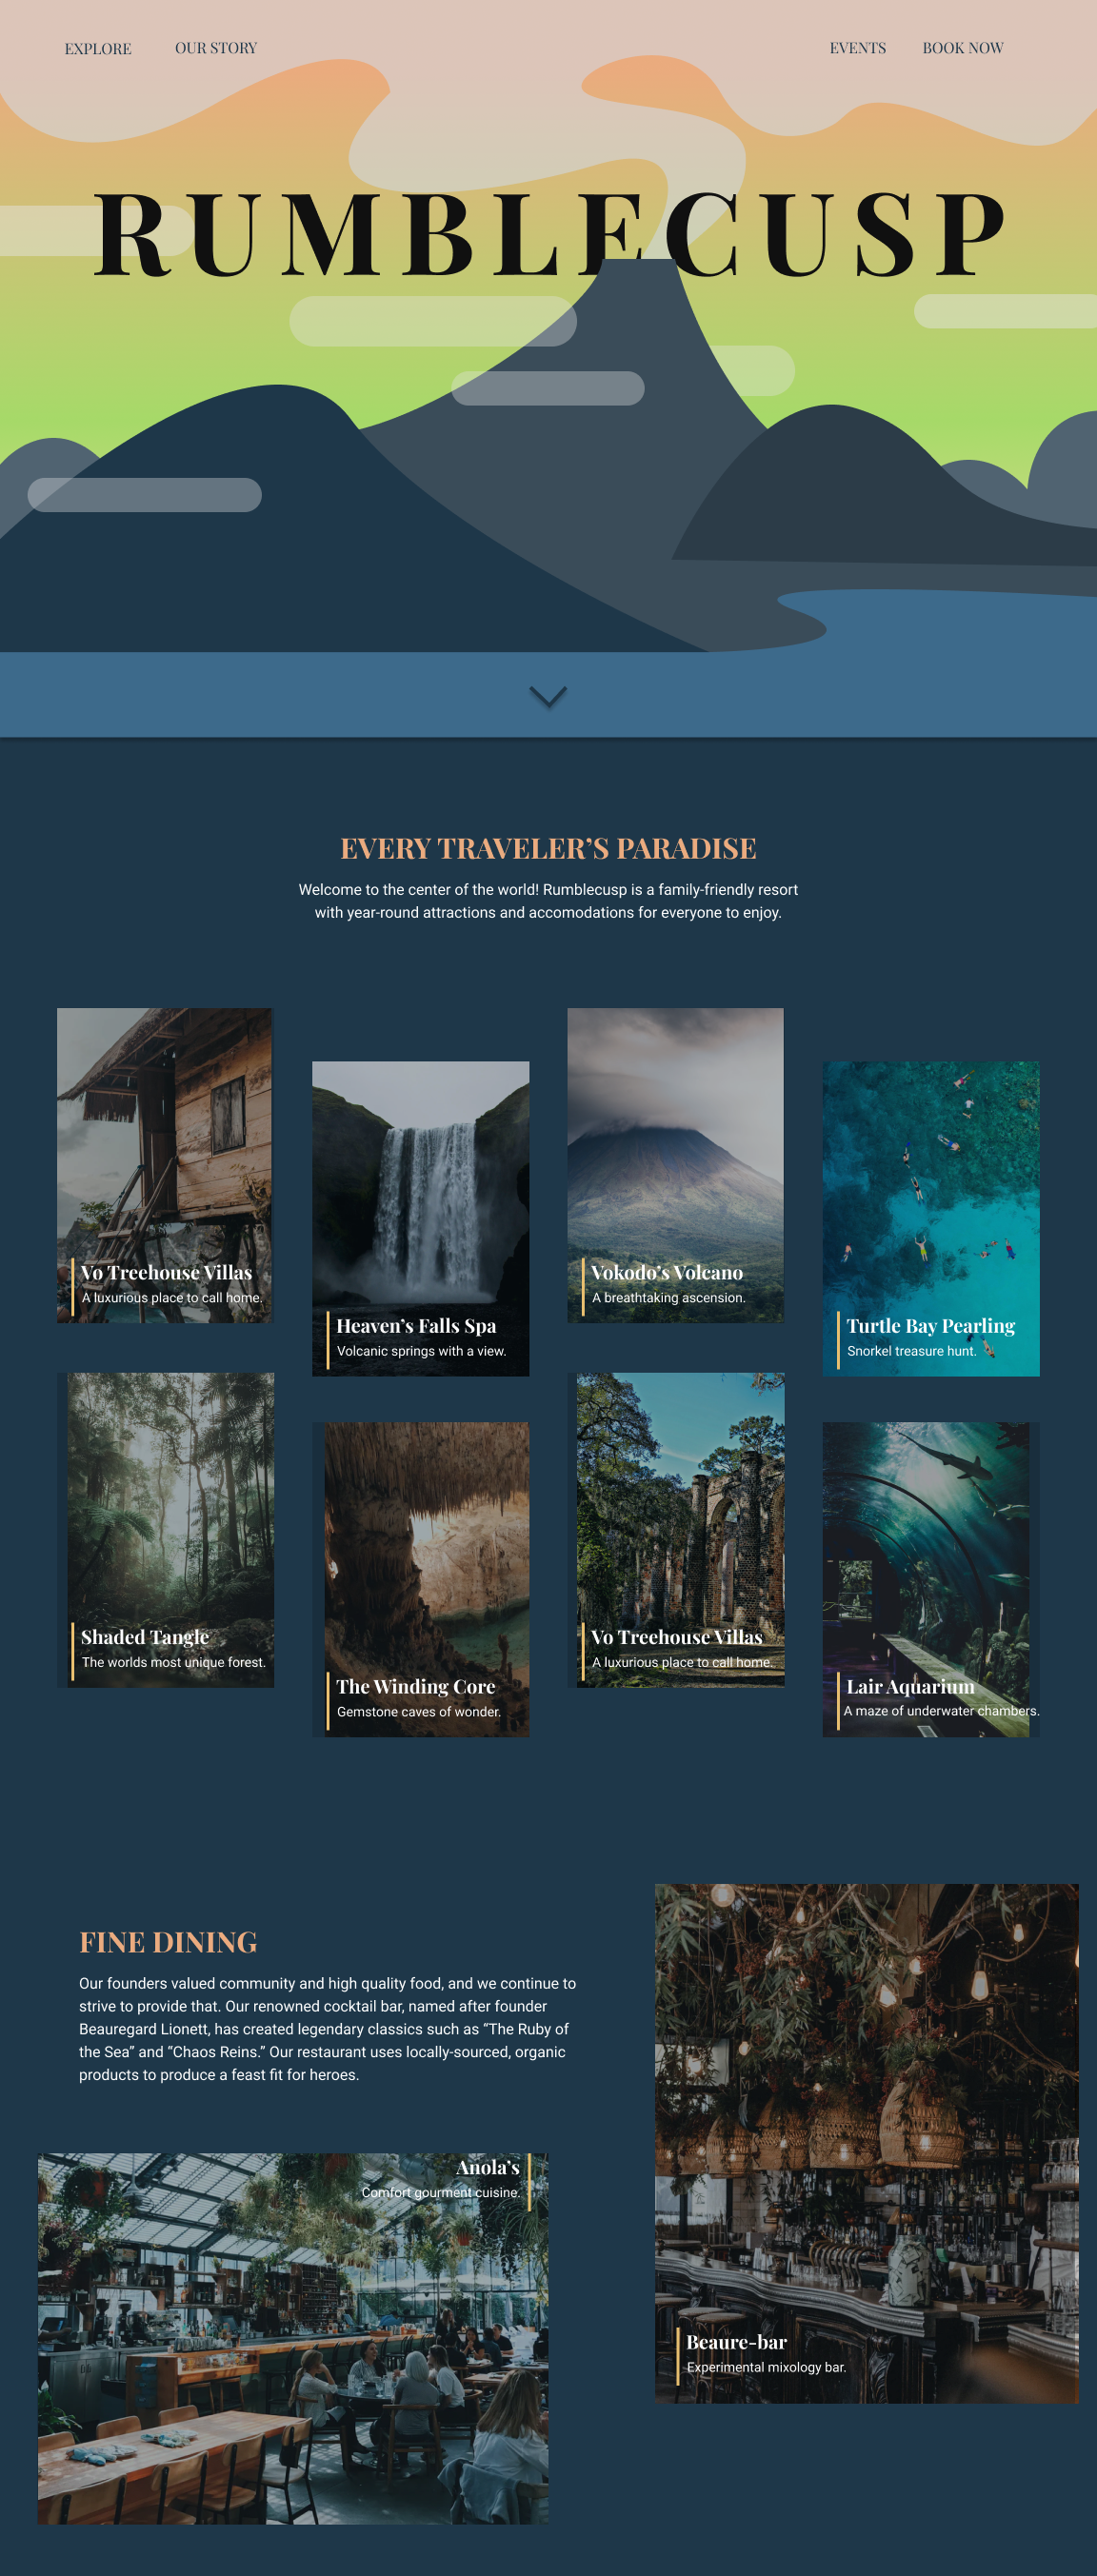 EXPLORE
OUR STORY
EVENTS
BOOK NOW
RUMBLECUSP
EVERY TRAVELER’S PARADISE
Welcome to the center of the world! Rumblecusp is a family-friendly resort
with year-round attractions and accomodations for everyone to enjoy.
Vo Treehouse Villas
A luxurious place to call home.
Heaven’s Falls Spa
Volcanic springs with a view.
Vokodo’s Volcano
A breathtaking ascension.
Turtle Bay Pearling
Snorkel treasure hunt.
Shaded Tangle
The worlds most unique forest.
The Winding Core
Gemstone caves of wonder.
Vo Treehouse Villas
A luxurious place to call home.
Lair Aquarium
A maze of underwater chambers.
FINE DINING
Our founders valued community and high quality food, and we continue to
strive to provide that. Our renowned cocktail bar, named after founder
Beauregard Lionett, has created legendary classics such as “The Ruby of
the Sea” and “Chaos Reins.” Our restaurant uses locally-sourced, organic
products to produce a feast fit for heroes.
Anola’s
Comfort gourment cuisine.
Beaure-bar
Experimental mixology bar.